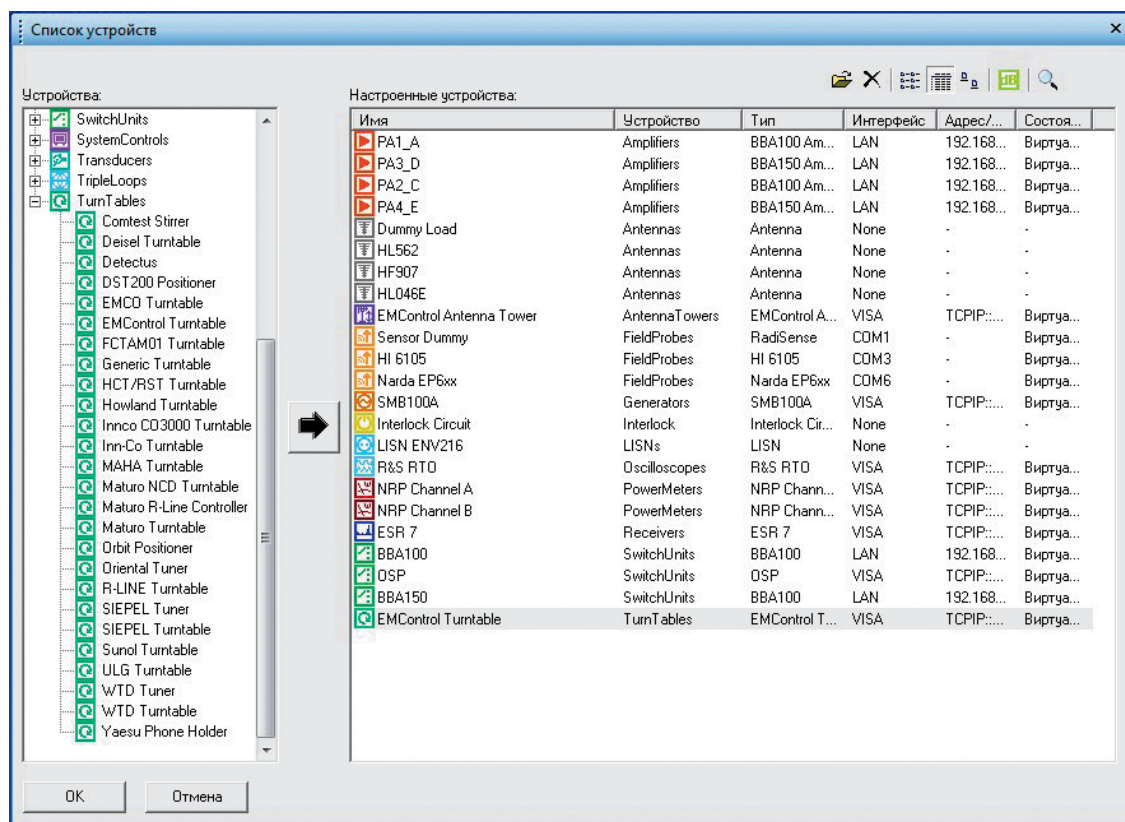 Список устройств
Устройства:
SwitchUnits
SystemControls
Transducers
TripleLoops
TurnTables
Comtest Stirrer
Deisel Turntable
Detectus
DST200 Positioner
EMCO Turntable
EMControl Turntable
FCTAM01 Turntable
Generic Turntable
HCT/RST Turntable
Howland Turntable
Innco CO3000 Turntable
Inn-Co Turntable
MAHA Turntable
Maturo NCD Turntable
Maturo R-Line Controller
Maturo Turntable
Orbit Positioner
Oriental Tuner
R-LINE Turntable
SIEPEL Tuner
SIEPEL Turntable
Sunol Turntable
ULG Turntable
WTD Tuner
WTD Turntable
Yaesu Phone Holder
dB
Настроенные устройства:
Имя Устройство Тип Интерфейс Адрес/... Состоя...
PA1_A Amplifiers BBA100 Am... LAN 192.168... Виртуа...
PA3_D Amplifiers BBA150 Am... LAN 192.168... Виртуа...
PA2_C Amplifiers BBA100 Am... LAN 192.168... Виртуа...
PA4_E Amplifiers BBA150 Am... LAN 192.168... Виртуа...
Dummy Load Antennas Antenna None - -
HL562 Antennas Antenna None - -
HF907 Antennas Antenna None - -
HL046E Antennas Antenna None - -
EMControl Antenna Tower AntennaTowers EMControl A... VISA TCPIP::... Виртуа...
Sensor Dummy FieldProbes RadiSense COM1 - Виртуа...
HI 6105 FieldProbes HI 6105 COM3 - Виртуа...
Narda EP6xx FieldProbes Narda EP6xx COM6 - Виртуа...
SMB100A Generators SMB100A VISA TCPIP::... Виртуа...
Interlock Circuit Interlock Interlock Cir... None - -
LISN ENV216 LISNs LISN None - -
R&S RTO Oscilloscopes R&S RTO VISA TCPIP::... Виртуа...
NRP Channel A PowerMeters NRP Chann... VISA TCPIP::... Виртуа...
NRP Channel B PowerMeters NRP Chann... VISA TCPIP::... Виртуа...
ESR 7 Receivers ESR 7 VISA TCPIP::... Виртуа...
BBA100 SwitchUnits BBA100 LAN 192.168... Виртуа...
OSP SwitchUnits OSP VISA TCPIP::... Виртуа...
BBA150 SwitchUnits BBA100 LAN 192.168... Виртуа...
EMControl Turntable TurnTables EMControl T... VISA TCPIP::... Виртуа...
OK Отмена